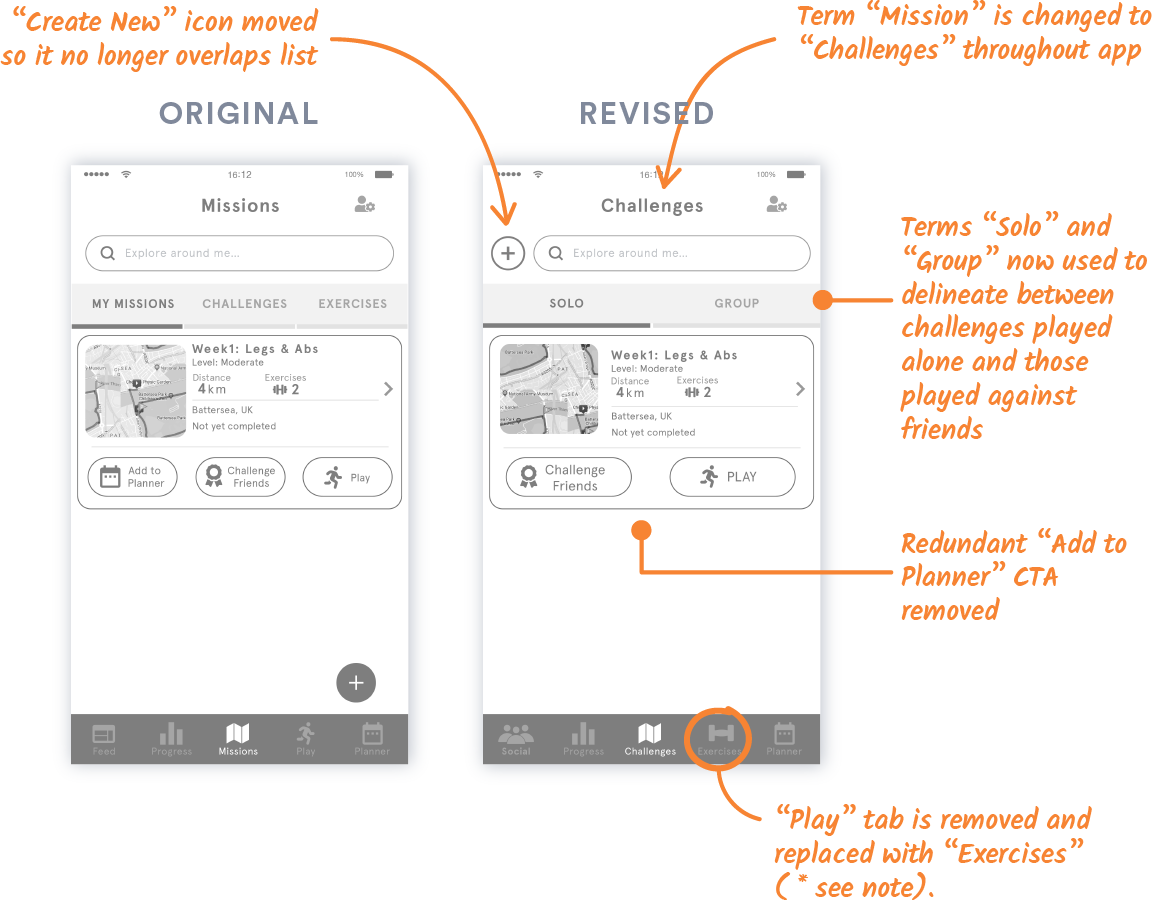 “Create New” icon moved
so it no longer overlaps list
Term “Mission” is changed to
“Challenges” throughout app
ORIGINAL
REVISED
16:12
100%
Missions
Explore around me...
MY MISSIONS
CHALLENGES
EXERCISES
Week1: Legs & Abs
Level: Moderate
Distance
Exercises
4km
2
Battersea, UK
Not yet completed
Add to
Planner
Challenge
Friends
Play
Feed
Progress
Missions
Play
Planner
100%
Challenges
Explore around me...
SOLO
GROUP
Battersea Park
Week1: Legs & Abs
Level: Moderate
Distance
Exercises
4km
2
Battersea, UK
Not yet completed
Challenge
Friends
PLAY
Social
Progress
Challenges
Exercises
Planner
Terms “Solo” and
“Group” now used to
delineate between
challenges played
alone and those
played against
friends
Redundant “Add to
Planner” CTA
removed
“Play” tab is removed and
replaced with “Exercises”
( * see note).